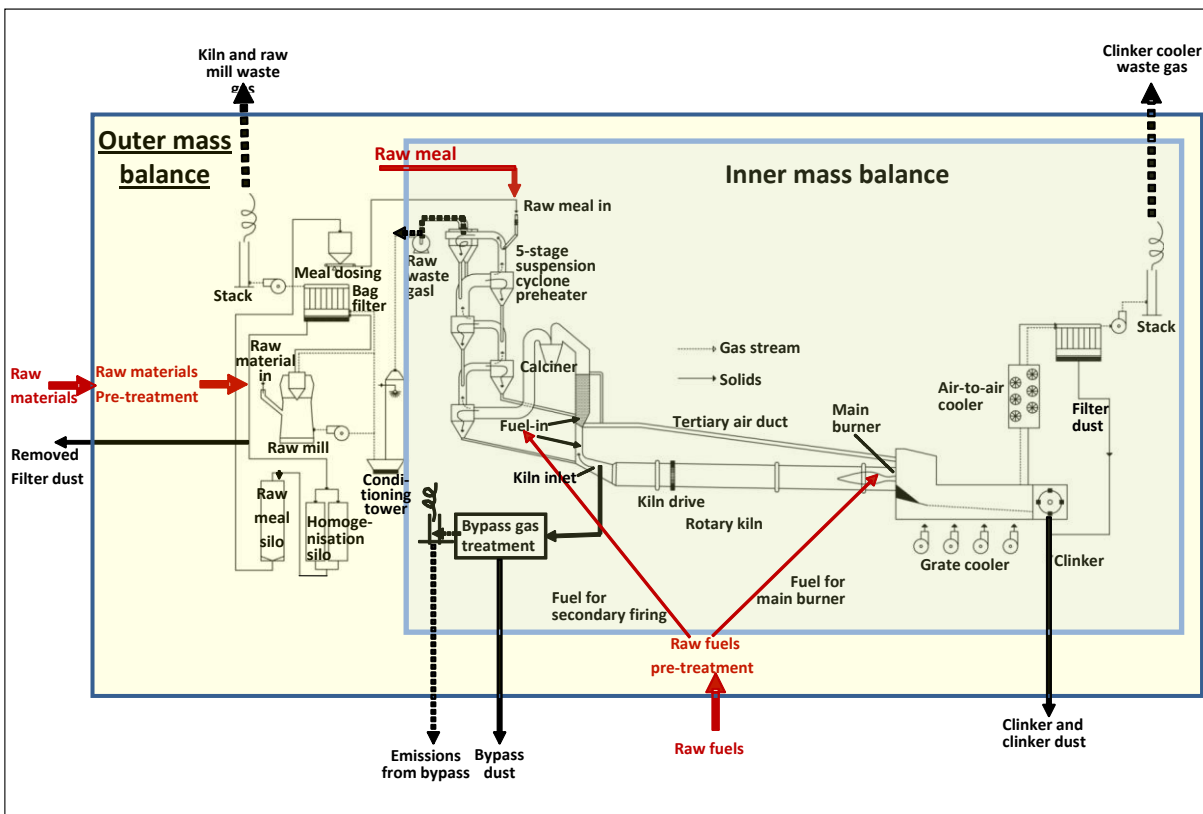 Kiln and raw
mill waste
gas
Clinker cooler
waste gas
Outer mass
balance
Raw meal
Inner mass balance
Raw meal in
5-stage
suspension
cyclone
preheater
Raw
waste
gasl
Meal dosing
Bag
filter
Stack
Raw
material
in
Raw
materials
Raw materials
Pre-treatment
Raw mill
Removed
Filter dust
Calciner
Gas stream
Solids
Fuel-in
Tertiary air duct
Main
burner
Air-to-air
cooler
Filter
dust
Stack
Kiln inlet
Kiln drive
Rotary kiln
Condi-
tioning
tower
Raw
meal
silo
Homoge-
nisation
silo
Bypass gas
treatment
Grate cooler
Clinker
Fuel for
secondary firing
Fuel for
main burner
Raw fuels
pre-treatment
Raw fuels
Emissions
from bypass
Bypass
dust
Clinker and
clinker dust